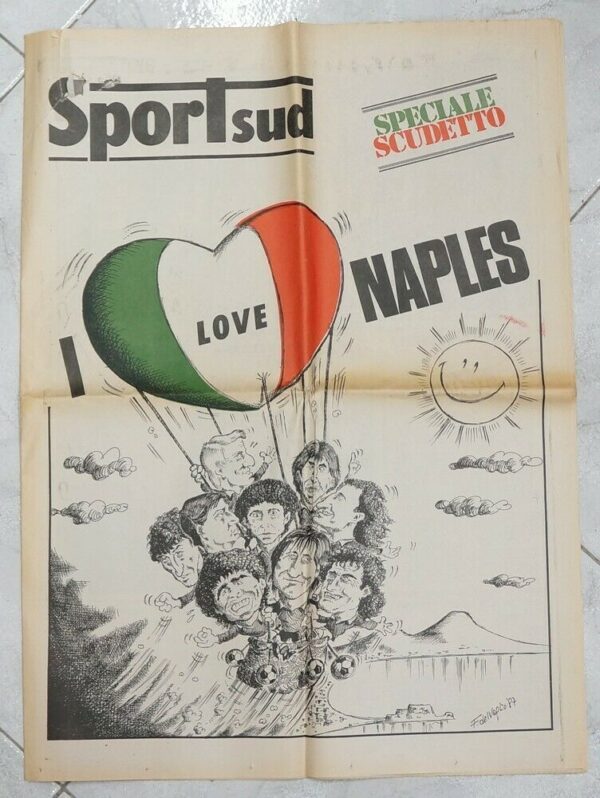 Sport sud
SPECIALE
SCUDETTO
I LOVE NAPLES